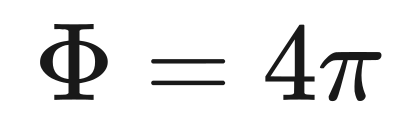 Φ = 4π